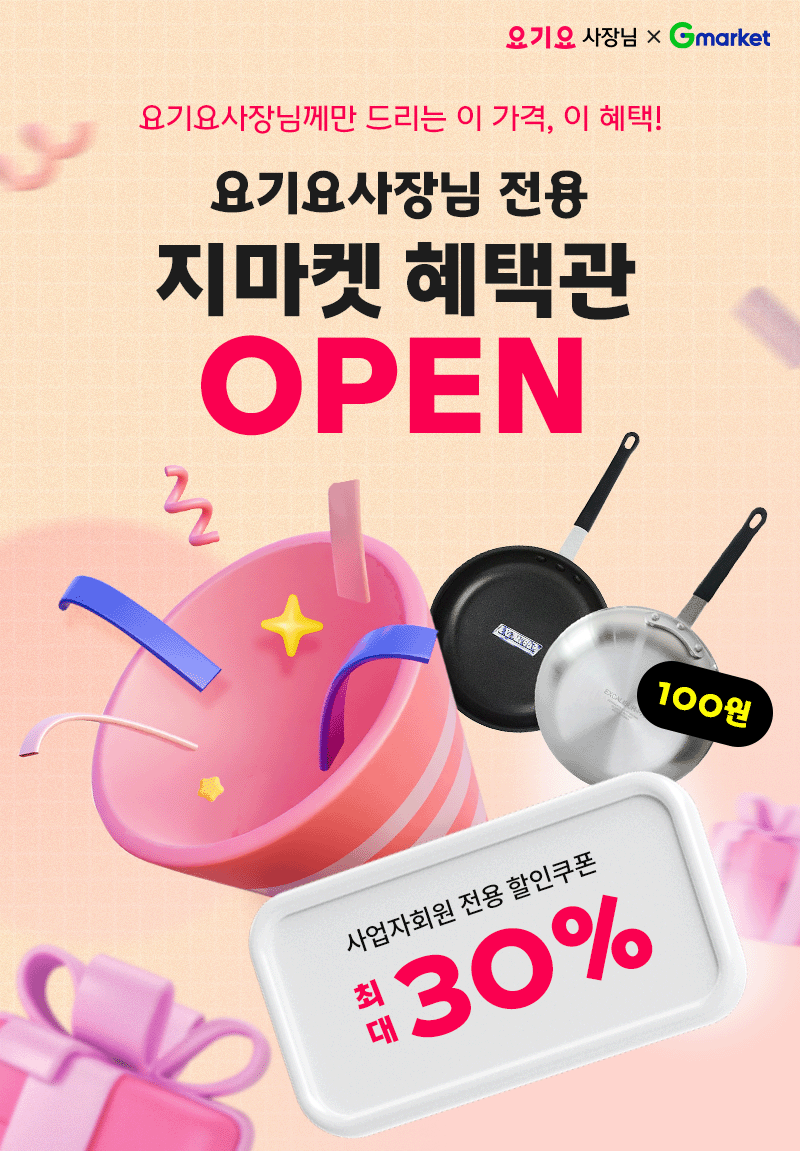 요기요 사장님 × Gmarket
요기요사장님께만 드리는 이 가격, 이 혜택!
요기요사장님 전용
지마켓 혜택관
OPEN
100원
사업자회원 전용 할인쿠폰
최대 30%